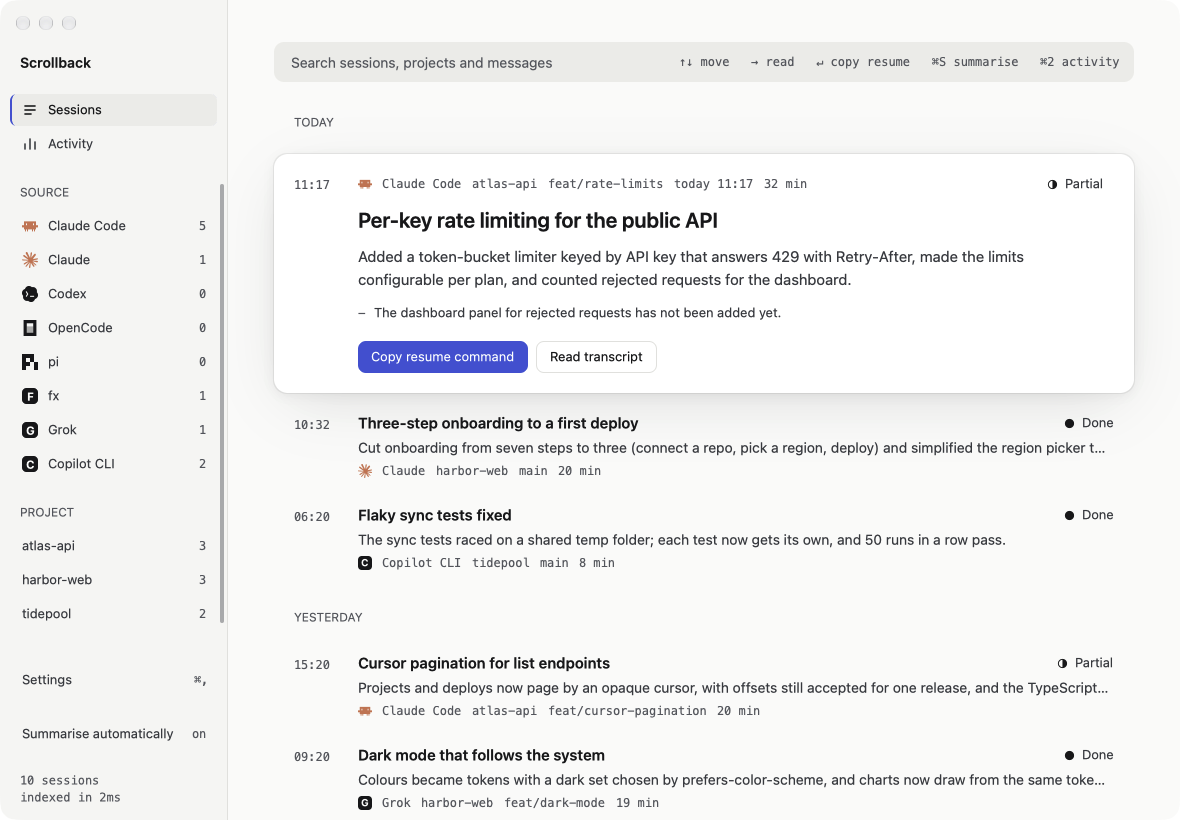 Scrollback
Sessions
Activity
SOURCE
Claude Code 5
Claude 1
Codex 0
OpenCode 0
pi 0
F fx 1
G Grok 1
C Copilot CLI 2
PROJECT
atlas-api 3
harbor-web 3
tidepool 2
Settings ⌘,
Summarise automatically on
10 sessions
indexed in 2ms
Search sessions, projects and messages ↑↓ move → read ↵ copy resume ⌘S summarise ⌘2 activity
TODAY
11:17 Claude Code atlas-api feat/rate-limits today 11:17 32 min Partial
Per-key rate limiting for the public API
Added a token-bucket limiter keyed by API key that answers 429 with Retry-After, made the limits
configurable per plan, and counted rejected requests for the dashboard.
– The dashboard panel for rejected requests has not been added yet.
Copy resume command Read transcript
10:32 Three-step onboarding to a first deploy Done
Cut onboarding from seven steps to three (connect a repo, pick a region, deploy) and simplified the region picker t...
Claude harbor-web main 20 min
06:20 Flaky sync tests fixed Done
The sync tests raced on a shared temp folder; each test now gets its own, and 50 runs in a row pass.
C Copilot CLI tidepool main 8 min
YESTERDAY
15:20 Cursor pagination for list endpoints Partial
Projects and deploys now page by an opaque cursor, with offsets still accepted for one release, and the TypeScript...
Claude Code atlas-api feat/cursor-pagination 20 min
09:20 Dark mode that follows the system Done
Colours became tokens with a dark set chosen by prefers-color-scheme, and charts now draw from the same toke...
G Grok harbor-web feat/dark-mode 19 min